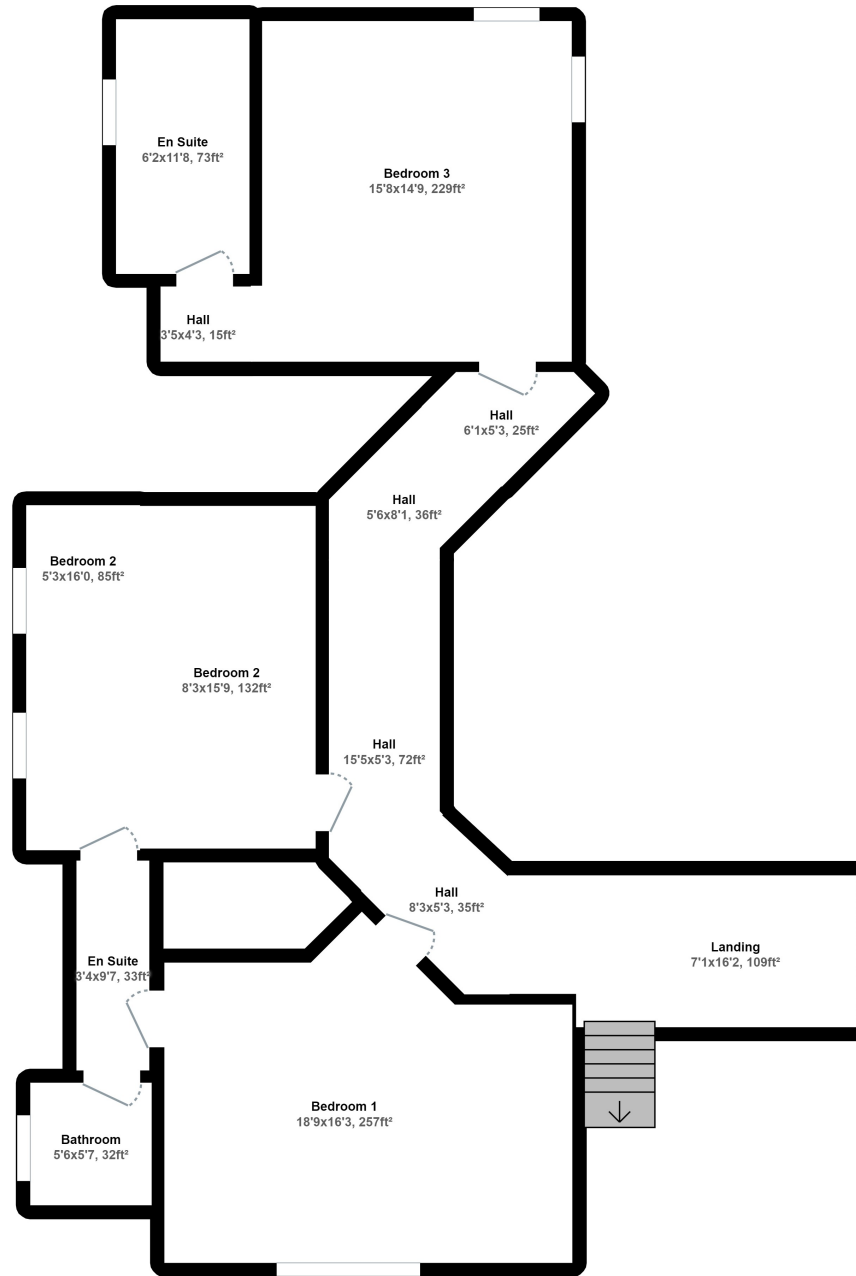 En Suite
6'2x11'8, 73ft²
Bedroom 3
15'8x14'9, 229ft²
Hall
3'5x4'3, 15ft²
Hall
6'1x5'3, 25ft²
Hall
5'6x8'1, 36ft²
Bedroom 2
5'3x16'0, 85ft²
Bedroom 2
8'3x15'9, 132ft²
Hall
15'5x5'3, 72ft²
Hall
8'3x5'3, 35ft²
Landing
7'1x16'2, 109ft²
En Suite
3'4x9'7, 33ft²
Bedroom 1
18'9x16'3, 257ft²
Bathroom
5'6x5'7, 32ft²